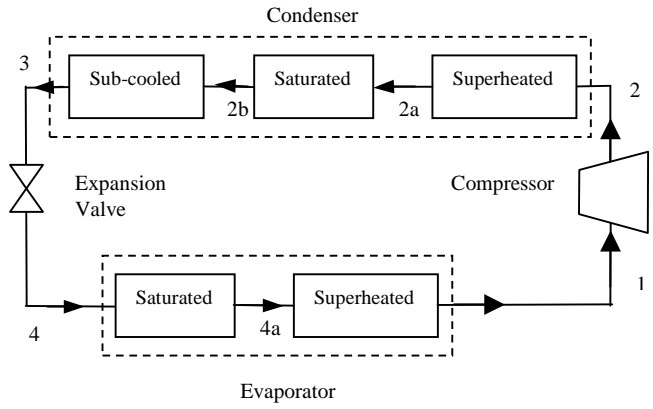 Condenser
3
Sub-cooled
Saturated
Superheated
2
2b
2a
Expansion
Valve
Compressor
1
Saturated
Superheated
4
4a
Evaporator